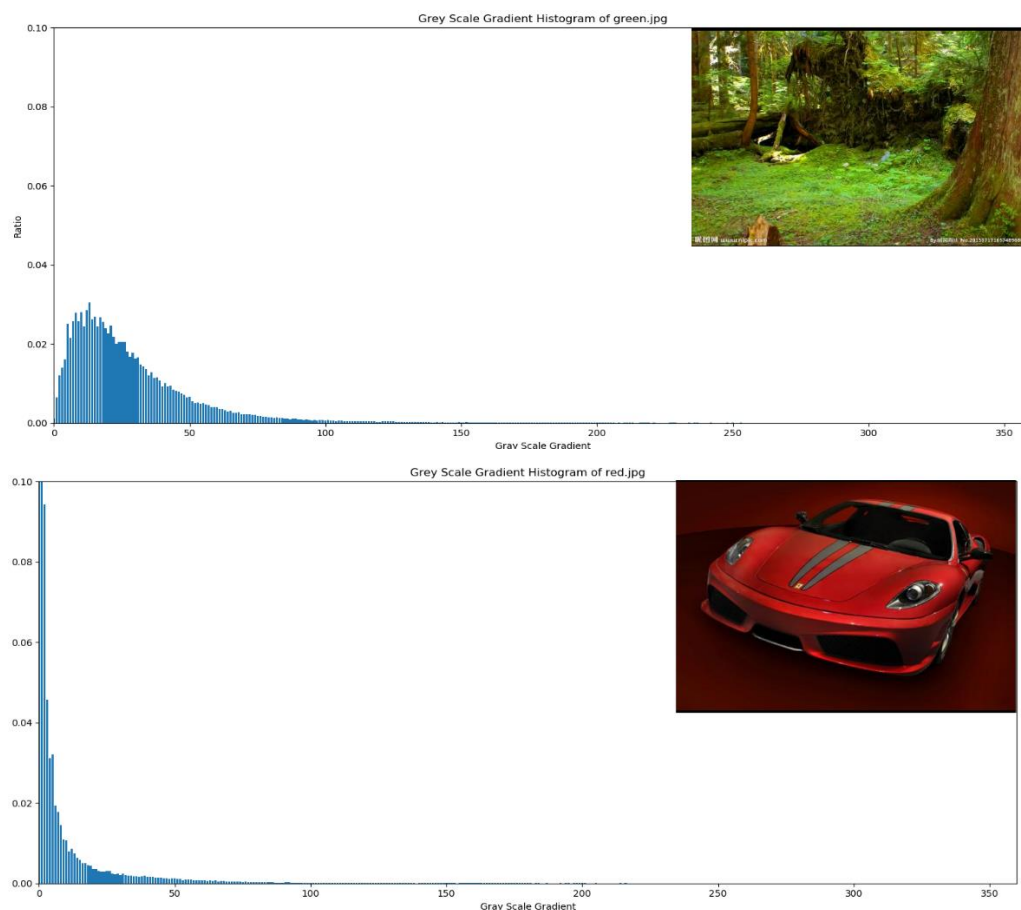 Grey Scale Gradient Histogram of green.jpg
0.10
0.08
0.06
0.04
0.02
0.00
Ratio
昵图网
0 50 100 150 200 250 300 350
Gray Scale Gradient
Grey Scale Gradient Histogram of red.jpg
0.10
0.08
0.06
0.04
0.02
0.00
0 50 100 150 200 250 300 350
Gray Scale Gradient